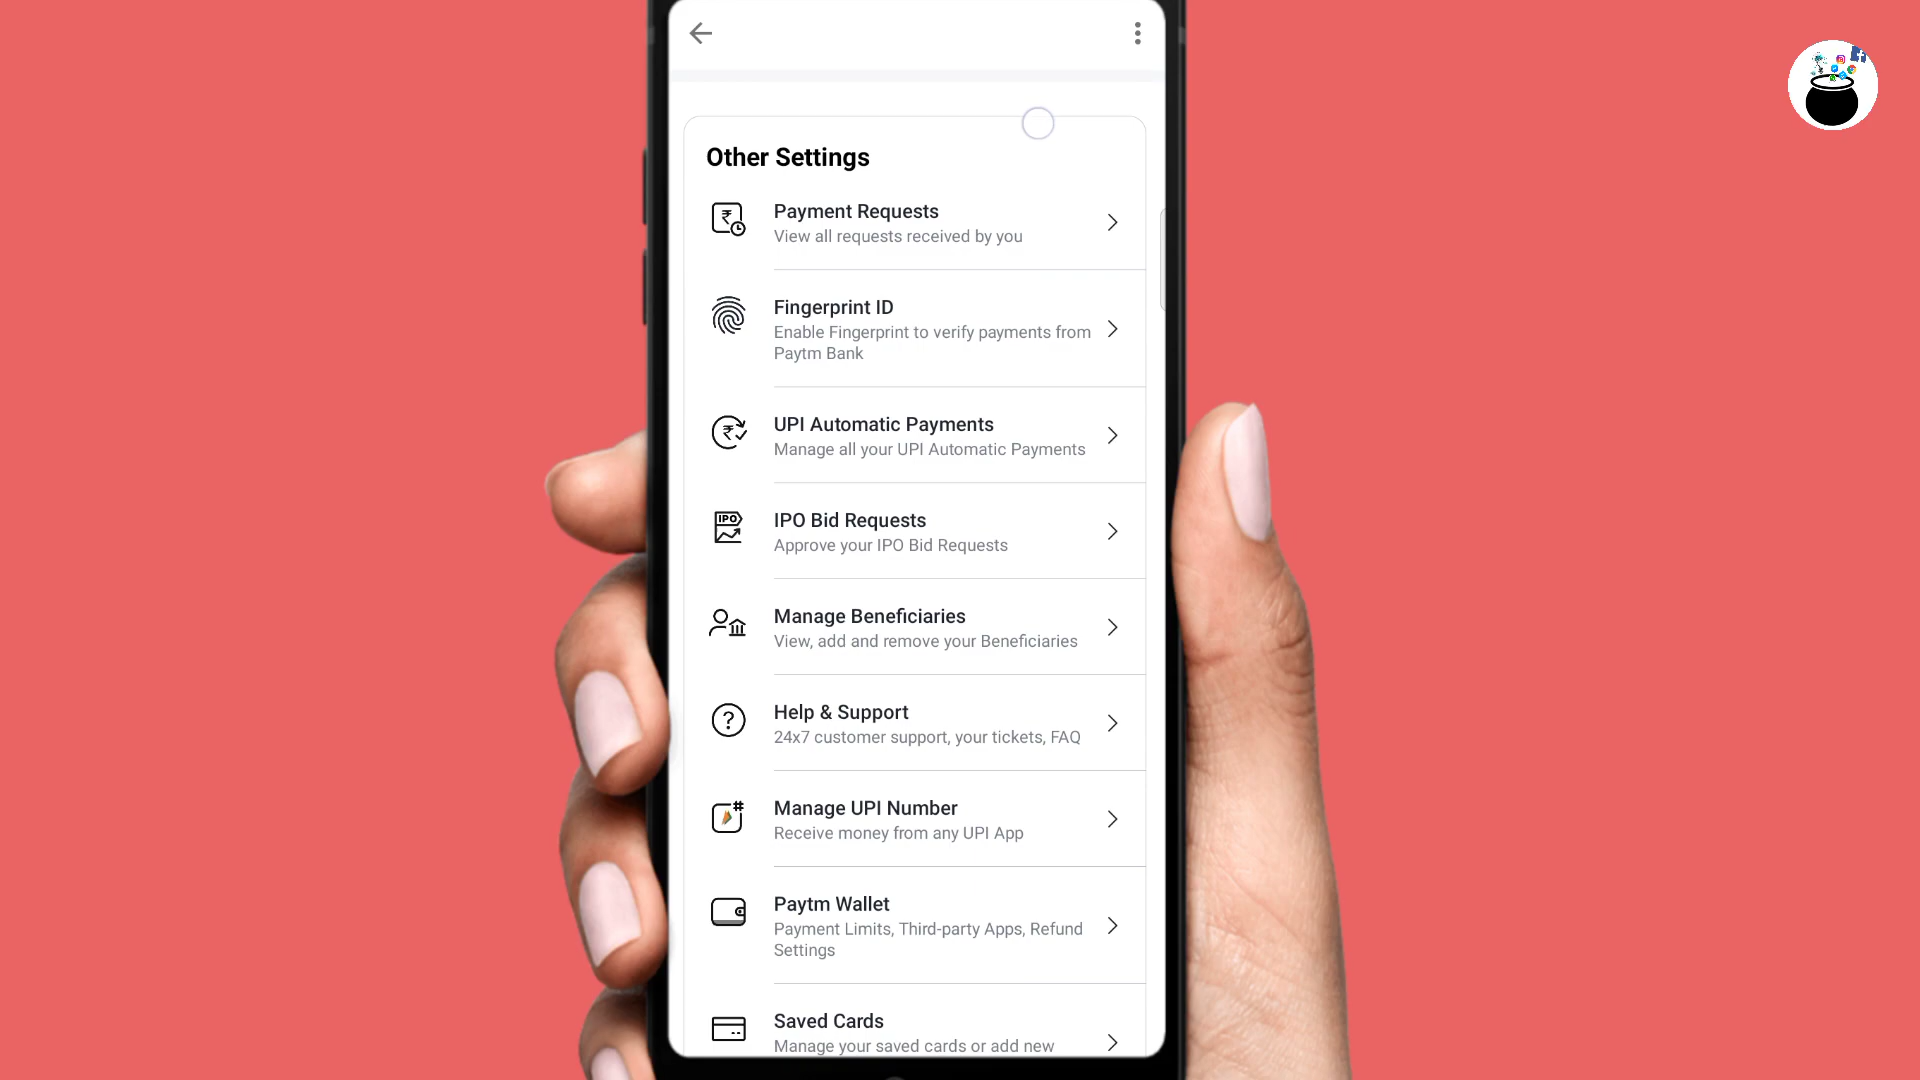 Other Settings
Payment Requests
View all requests received by you
Fingerprint ID
Enable Fingerprint to verify payments from
Paytm Bank
UPI Automatic Payments
Manage all your UPI Automatic Payments
IPO
IPO Bid Requests
Approve your IPO Bid Requests
Manage Beneficiaries
View, add and remove your Beneficiaries
Help & Support
24x7 customer support, your tickets, FAQ
Manage UPI Number
Receive money from any UPI App
Paytm Wallet
Payment Limits, Third-party Apps, Refund
Settings
Saved Cards
Manage your saved cards or add new